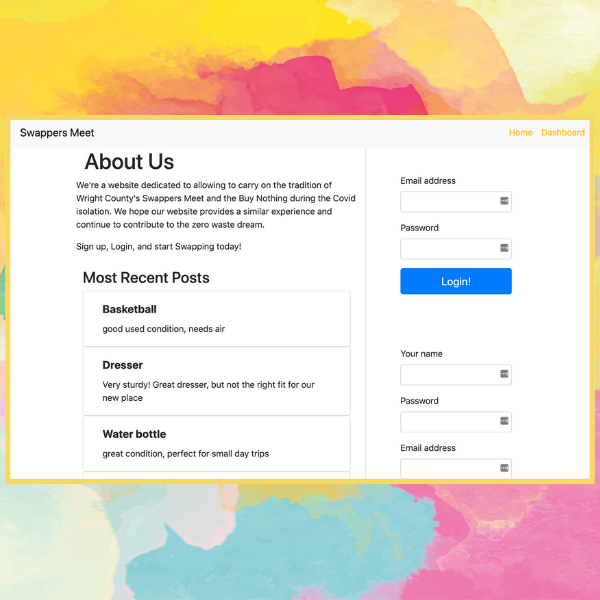 Swappers Meet
Home Dashboard
About Us
We're a website dedicated to allowing to carry on the tradition of
Wright County's Swappers Meet and the Buy Nothing during the Covid
isolation. We hope our website provides a similar experience and
continue to contribute to the zero waste dream.
Sign up, Login, and start Swapping today!
Most Recent Posts
Basketball
good used condition, needs air
Dresser
Very sturdy! Great dresser, but not the right fit for our
new place
Water bottle
great condition, perfect for small day trips
Email address
Password
Login!
Your name
Password
Email address